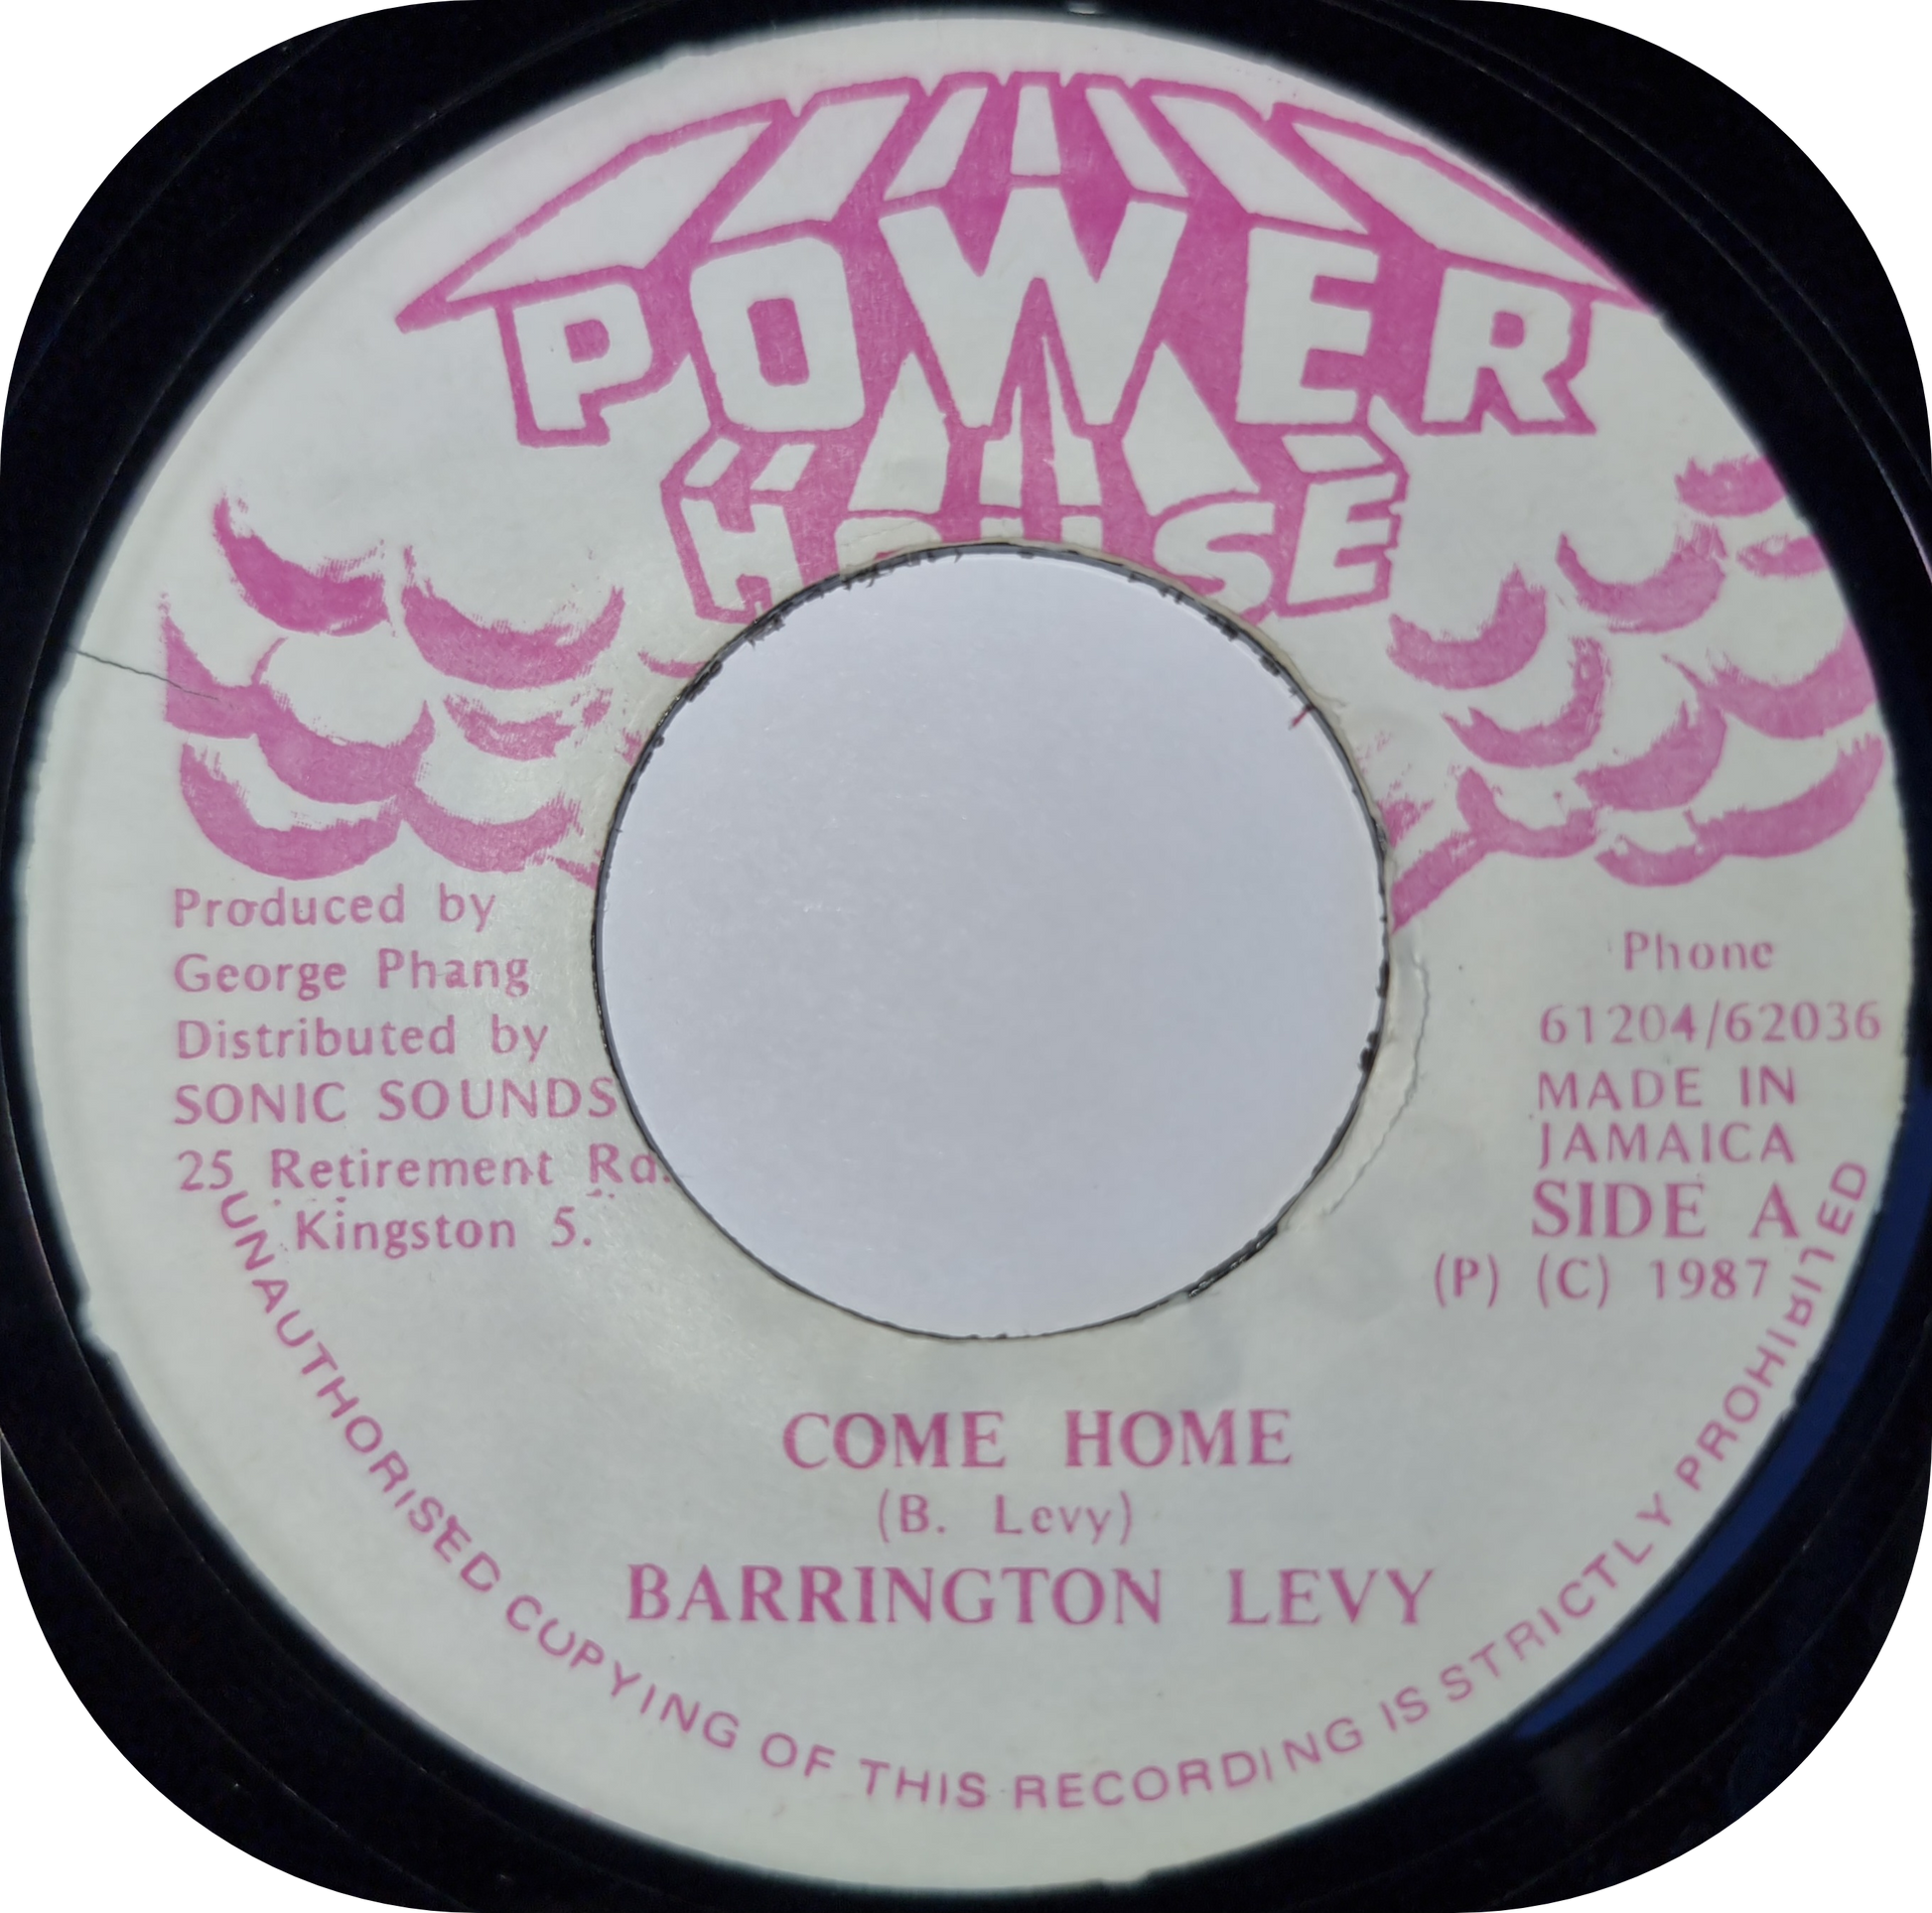 POWER
HOUSE
Produced by
George Phang
Distributed by
SONIC SOUNDS
25 Retirement Rd.
Kingston 5.
Phone
61204/62036
MADE IN
JAMAICA
SIDE A
(P) (C) 1987
COME HOME
(B. Levy)
BARRINGTON LEVY
UNAUTHORISED COPYING OF THIS RECORDING IS STRICTLY PROHIBITED